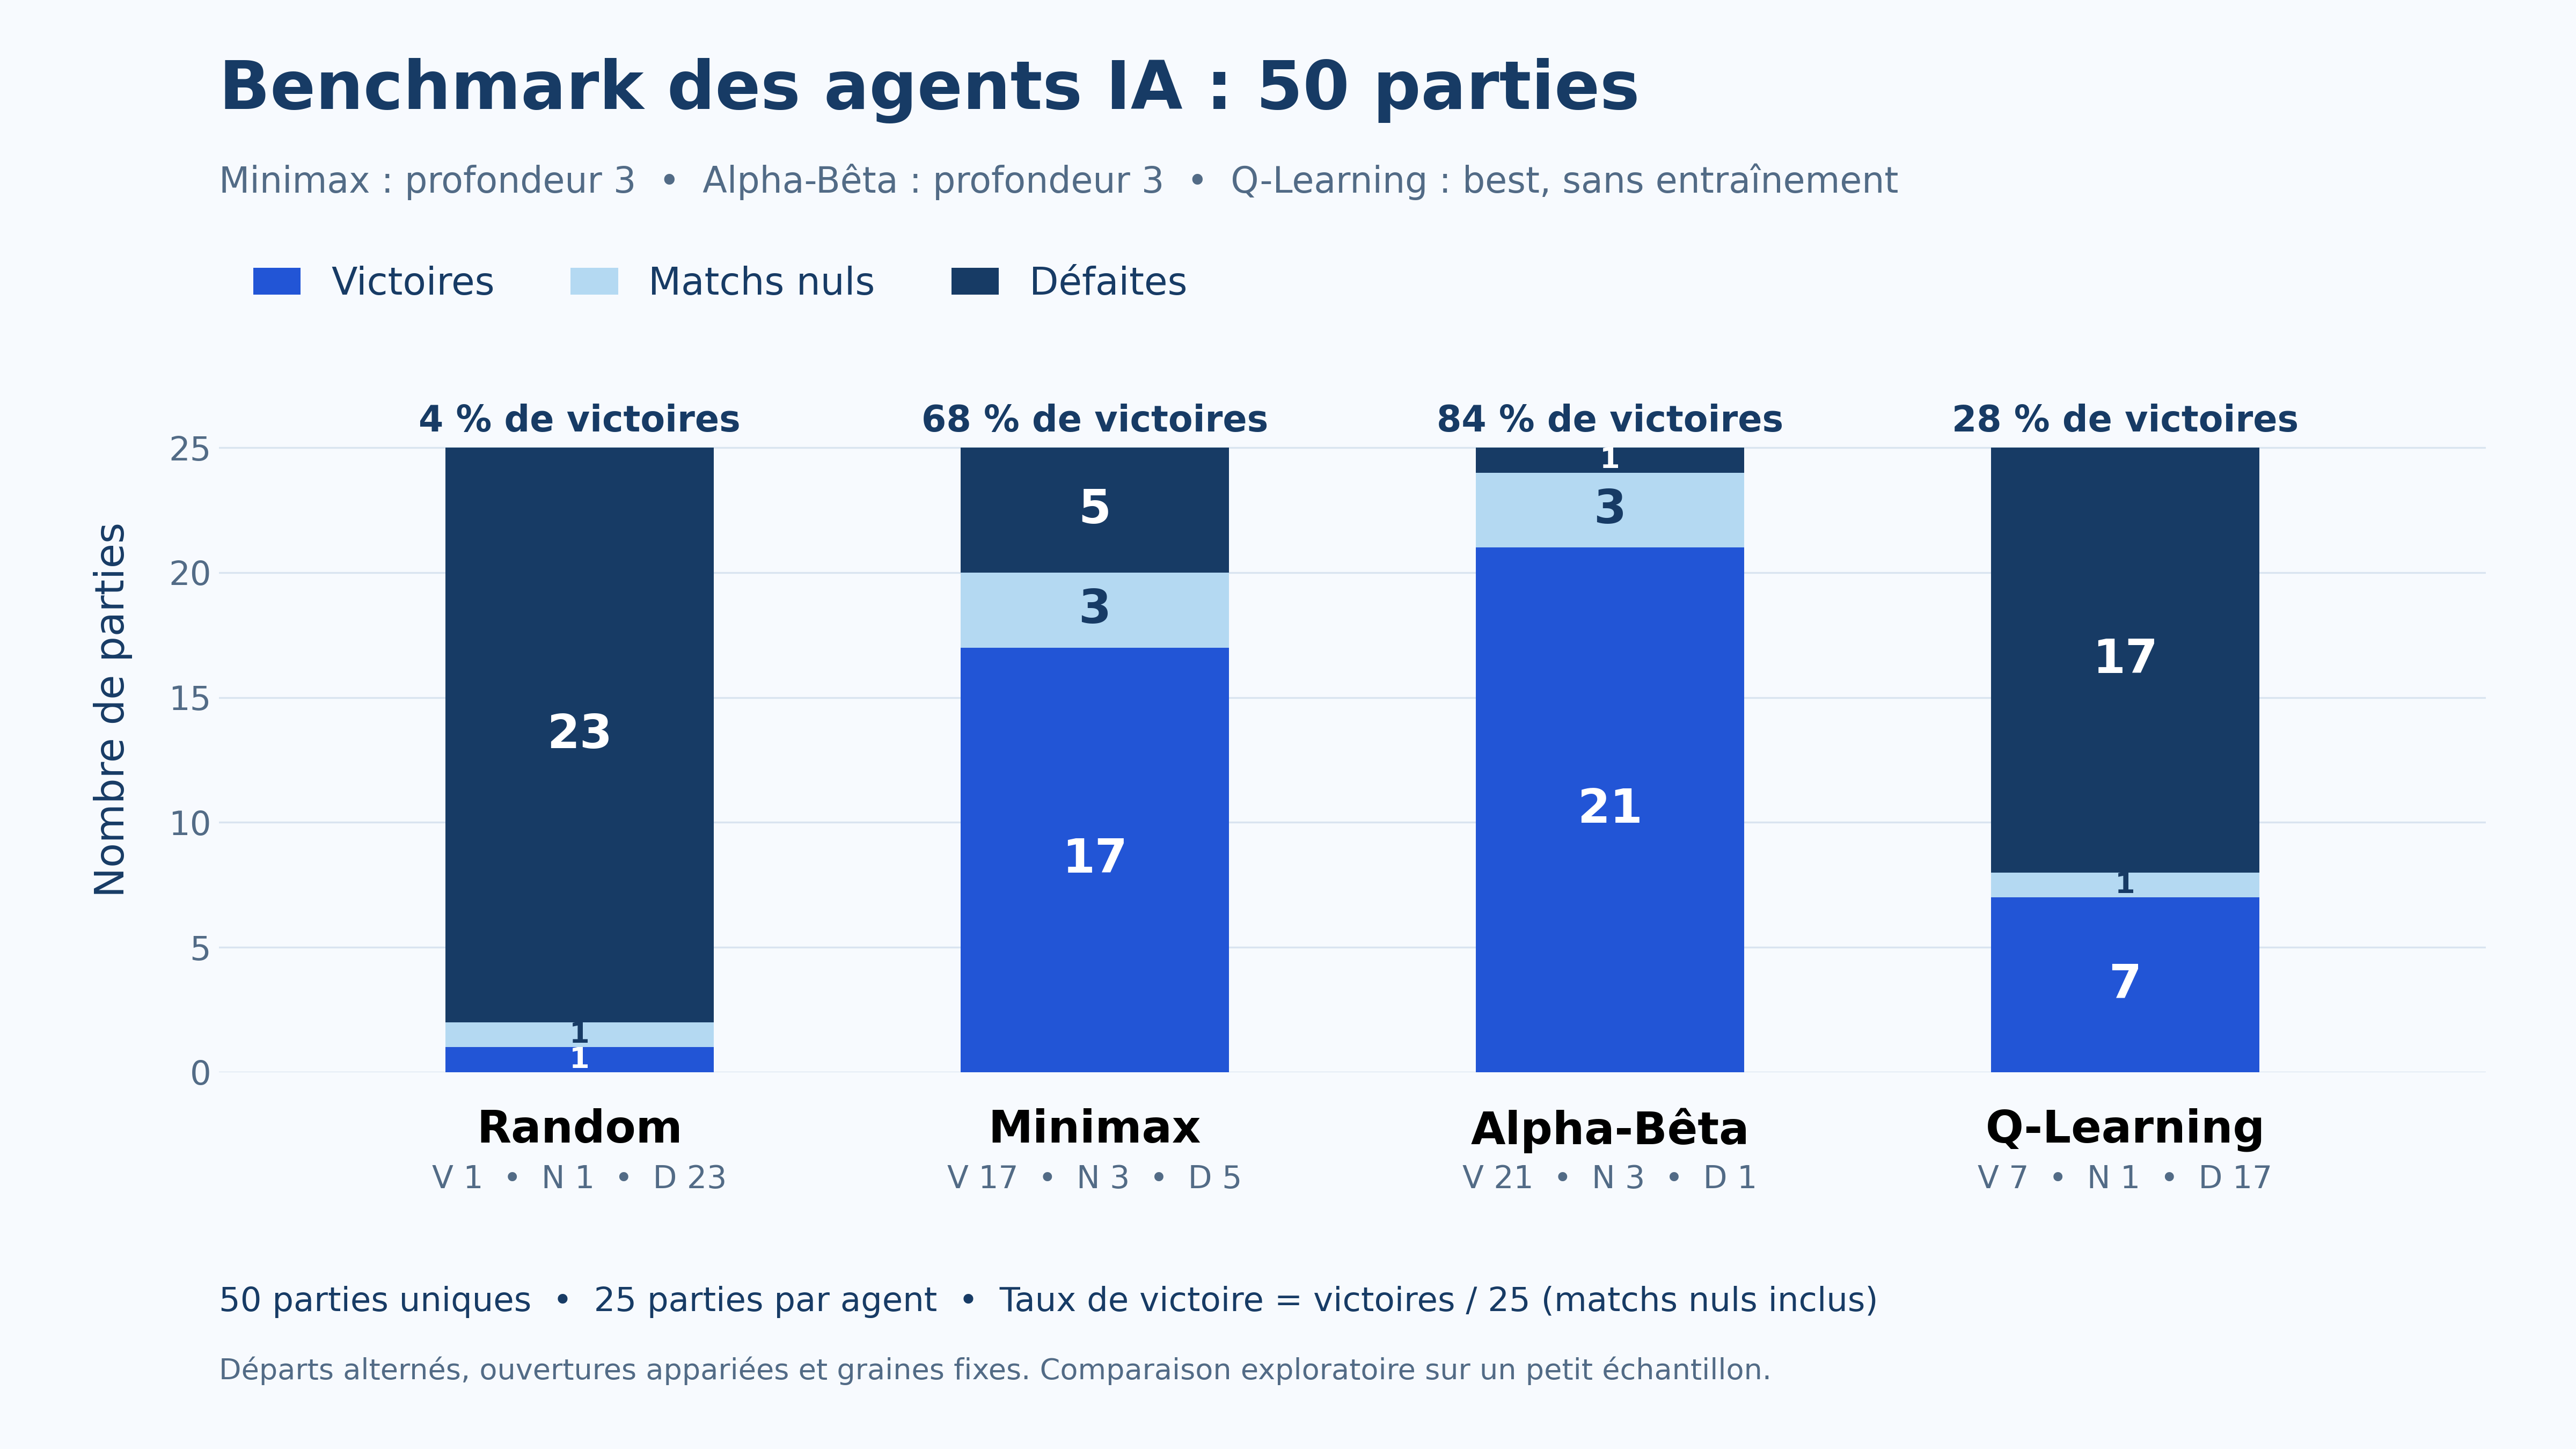 Benchmark des agents IA : 50 parties
Minimax : profondeur 3 • Alpha-Bêta : profondeur 3 • Q-Learning : best, sans entraînement
Victoires Matchs nuls Défaites
4 % de victoires 68 % de victoires 84 % de victoires 28 % de victoires
Nombre de parties
25
20
15
10
5
0
23
1
1
5
3
17
1
3
21
17
1
7
Random Minimax Alpha-Bêta Q-Learning
V 1 • N 1 • D 23 V 17 • N 3 • D 5 V 21 • N 3 • D 1 V 7 • N 1 • D 17
50 parties uniques • 25 parties par agent • Taux de victoire = victoires / 25 (matchs nuls inclus)
Départs alternés, ouvertures appariées et graines fixes. Comparaison exploratoire sur un petit échantillon.